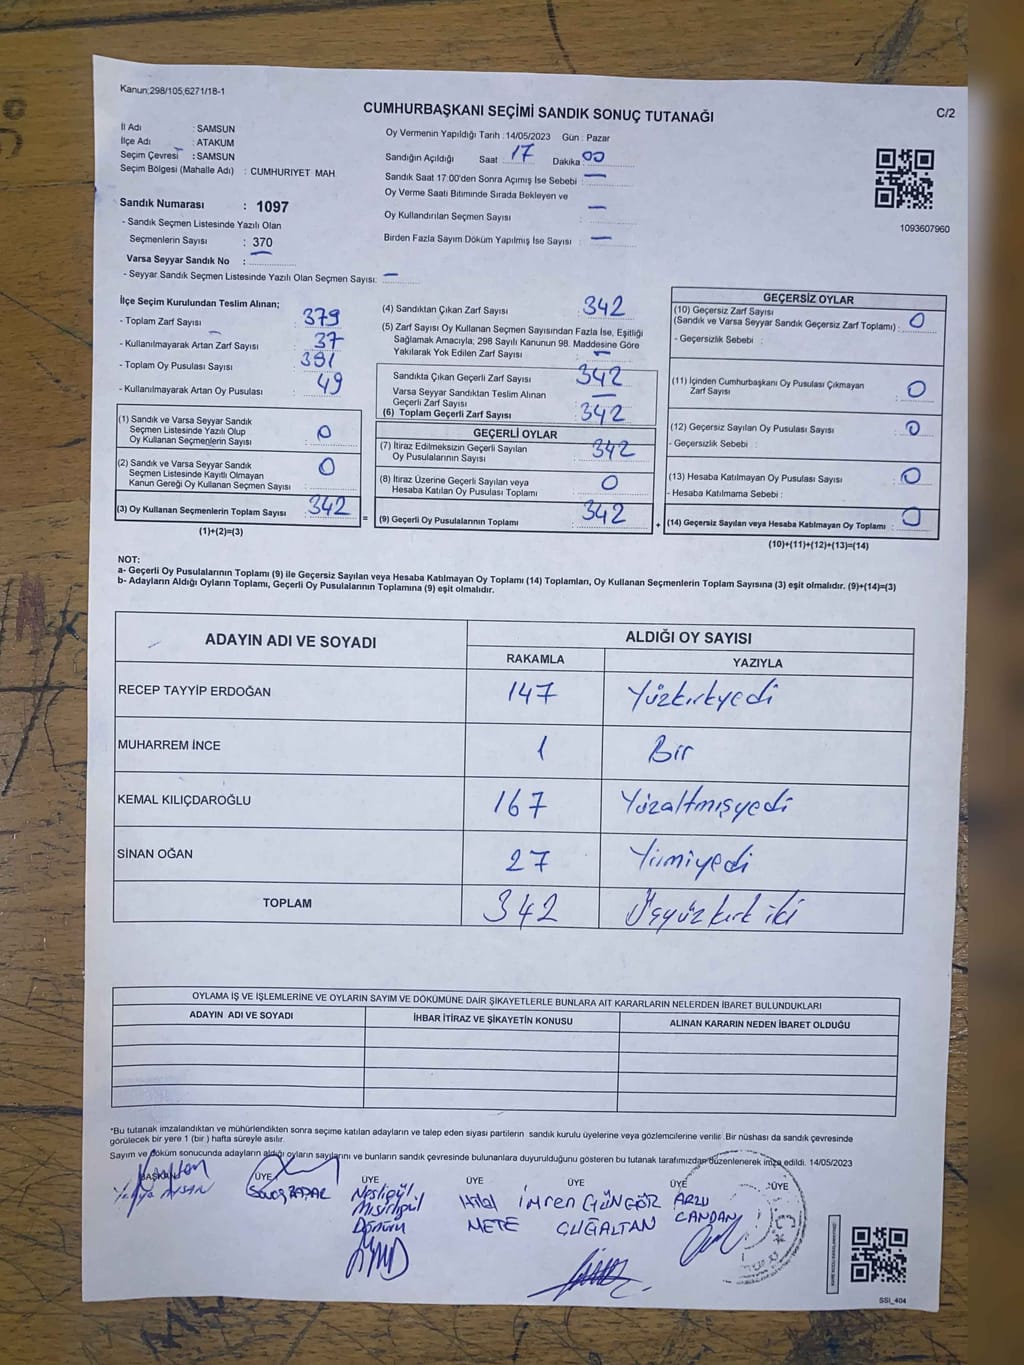 Kanun;298/105,6271/18-1
CUMHURBAŞKANI SEÇİMİ SANDIK SONUÇ TUTANAĞI
C/2
İl Adı : SAMSUN
İlçe Adı : ATAKUM
Seçim Çevresi : SAMSUN
Seçim Bölgesi (Mahalle Adı) : CUMHURIYET MAH.
Sandık Numarası : 1097
- Sandık Seçmen Listesinde Yazılı Olan
Seçmenlerin Sayısı : 370
Varsa Seyyar Sandık No :
- Seyyar Sandık Seçmen Listesinde Yazılı Olan Seçmen Sayısı: —
Oy Vermenin Yapıldığı Tarih :14/05/2023 Gün : Pazar
Sandığın Açıldığı Saat 17 Dakika 00
Sandık Saat 17:00'den Sonra Açımış İse Sebebi : —
Oy Verme Saati Bitiminde Sırada Bekleyen ve
Oy Kullandırılan Seçmen Sayısı —
Birden Fazla Sayım Döküm Yapılmış İse Sayısı : —
1093607960
İlçe Seçim Kurulundan Teslim Alınan;
- Toplam Zarf Sayısı 379
- Kullanılmayarak Artan Zarf Sayısı 37
- Toplam Oy Pusulası Sayısı 391
- Kullanılmayarak Artan Oy Pusulası 49
(1) Sandık ve Varsa Seyyar Sandık
Seçmen Listesinde Yazılı Olup
Oy Kullanan Seçmenlerin Sayısı 0
(2) Sandık ve Varsa Seyyar Sandık
Seçmen Listesinde Kayıtlı Olmayan
Kanun Gereği Oy Kullanan Seçmen Sayısı : 0
(3) Oy Kullanan Seçmenlerin Toplam Sayısı 342
(1)+(2)=(3)
(4) Sandıktan Çıkan Zarf Sayısı 342
(5) Zarf Sayısı Oy Kullanan Seçmen Sayısından Fazla İse, Eşitliği
Sağlamak Amacıyla; 298 Sayılı Kanunun 98. Maddesine Göre
Yakılarak Yok Edilen Zarf Sayısı —
Sandıkta Çıkan Geçerli Zarf Sayısı 342
Varsa Seyyar Sandıktan Teslim Alınan
Geçerli Zarf Sayısı —
(6) Toplam Geçerli Zarf Sayısı 342
GEÇERLİ OYLAR
(7) İtiraz Edilmeksizin Geçerli Sayılan
Oy Pusulalarının Sayısı 342
(8) İtiraz Üzerine Geçerli Sayılan veya
Hesaba Katılan Oy Pusulası Toplamı 0
= (9) Geçerli Oy Pusulalarının Toplamı 342
GEÇERSİZ OYLAR
(10) Geçersiz Zarf Sayısı
(Sandık ve Varsa Seyyar Sandık Geçersiz Zarf Toplamı) : 0
- Geçersizlik Sebebi :
(11) İçinden Cumhurbaşkanı Oy Pusulası Çıkmayan
Zarf Sayısı 0
(12) Geçersiz Sayılan Oy Pusulası Sayısı : 0
- Geçersizlik Sebebi :
(13) Hesaba Katılmayan Oy Pusulası Sayısı : 0
- Hesaba Katılmama Sebebi :
+ (14) Geçersiz Sayılan veya Hesaba Katılmayan Oy Toplamı : 0
(10)+(11)+(12)+(13)=(14)
NOT:
a- Geçerli Oy Pusulalarının Toplamı (9) ile Geçersiz Sayılan veya Hesaba Katılmayan Oy Toplamı (14) Toplamları, Oy Kullanan Seçmenlerin Toplam Sayısına (3) eşit olmalıdır. (9)+(14)=(3)
b- Adayların Aldığı Oyların Toplamı, Geçerli Oy Pusulalarının Toplamına (9) eşit olmalıdır.
ADAYIN ADI VE SOYADI ALDIĞI OY SAYISI
RAKAMLA YAZIYLA
RECEP TAYYİP ERDOĞAN 147 Yüzkırkyedi
MUHARREM İNCE 1 Bir
KEMAL KILIÇDAROĞLU 167 Yüzaltmışyedi
SİNAN OĞAN 27 Yirmiyedi
TOPLAM 342 Üçyüzkırk iki
OYLAMA İŞ VE İŞLEMLERİNE VE OYLARIN SAYIM VE DÖKÜMÜNE DAİR ŞİKAYETLERLE BUNLARA AİT KARARLARIN NELERDEN İBARET BULUNDUKLARI
ADAYIN ADI VE SOYADI İHBAR İTİRAZ VE ŞİKAYETİN KONUSU ALINAN KARARIN NEDEN İBARET OLDUĞU
*Bu tutanak imzalandıktan ve mühürlendikten sonra seçime katılan adayların ve talep eden siyasi partilerin sandık kurulu üyelerine veya gözlemcilerine verilir. Bir nüshası da sandık çevresinde
görülecek bir yere 1 (bir ) hafta süreyle asılır.
Sayım ve döküm sonucunda adayların aldığı oyların sayılarını ve bunların sandık çevresinde bulunanlara duyurulduğunu gösteren bu tutanak tarafımızdan düzenlenerek imza edildi. 14/05/2023
BAŞKAN ÜYE ÜYE ÜYE ÜYE ÜYE ÜYE
Hilal İmren GÜNGÖR ARZU
METE CANDAN
SSİ_404